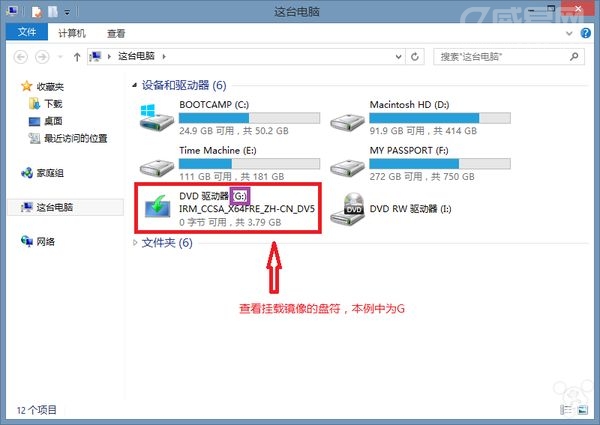 这台电脑
文件
计算机
查看
这台电脑
搜索"这台电脑"
收藏夹
下载
桌面
最近访问的位置
家庭组
这台电脑
网络
设备和驱动器 (6)
BOOTCAMP (C:)
24.9 GB 可用，共 50.2 GB
Macintosh HD (D:)
91.9 GB 可用，共 414 GB
Time Machine (E:)
111 GB 可用，共 181 GB
MY PASSPORT (F:)
272 GB 可用，共 750 GB
DVD 驱动器 (G:)
IRM_CCSA_X64FRE_ZH-CN_DV5
0 字节 可用，共 3.79 GB
DVD
DVD RW 驱动器 (I:)
文件夹 (6)
查看挂载镜像的盘符，本例中为G
12 个项目